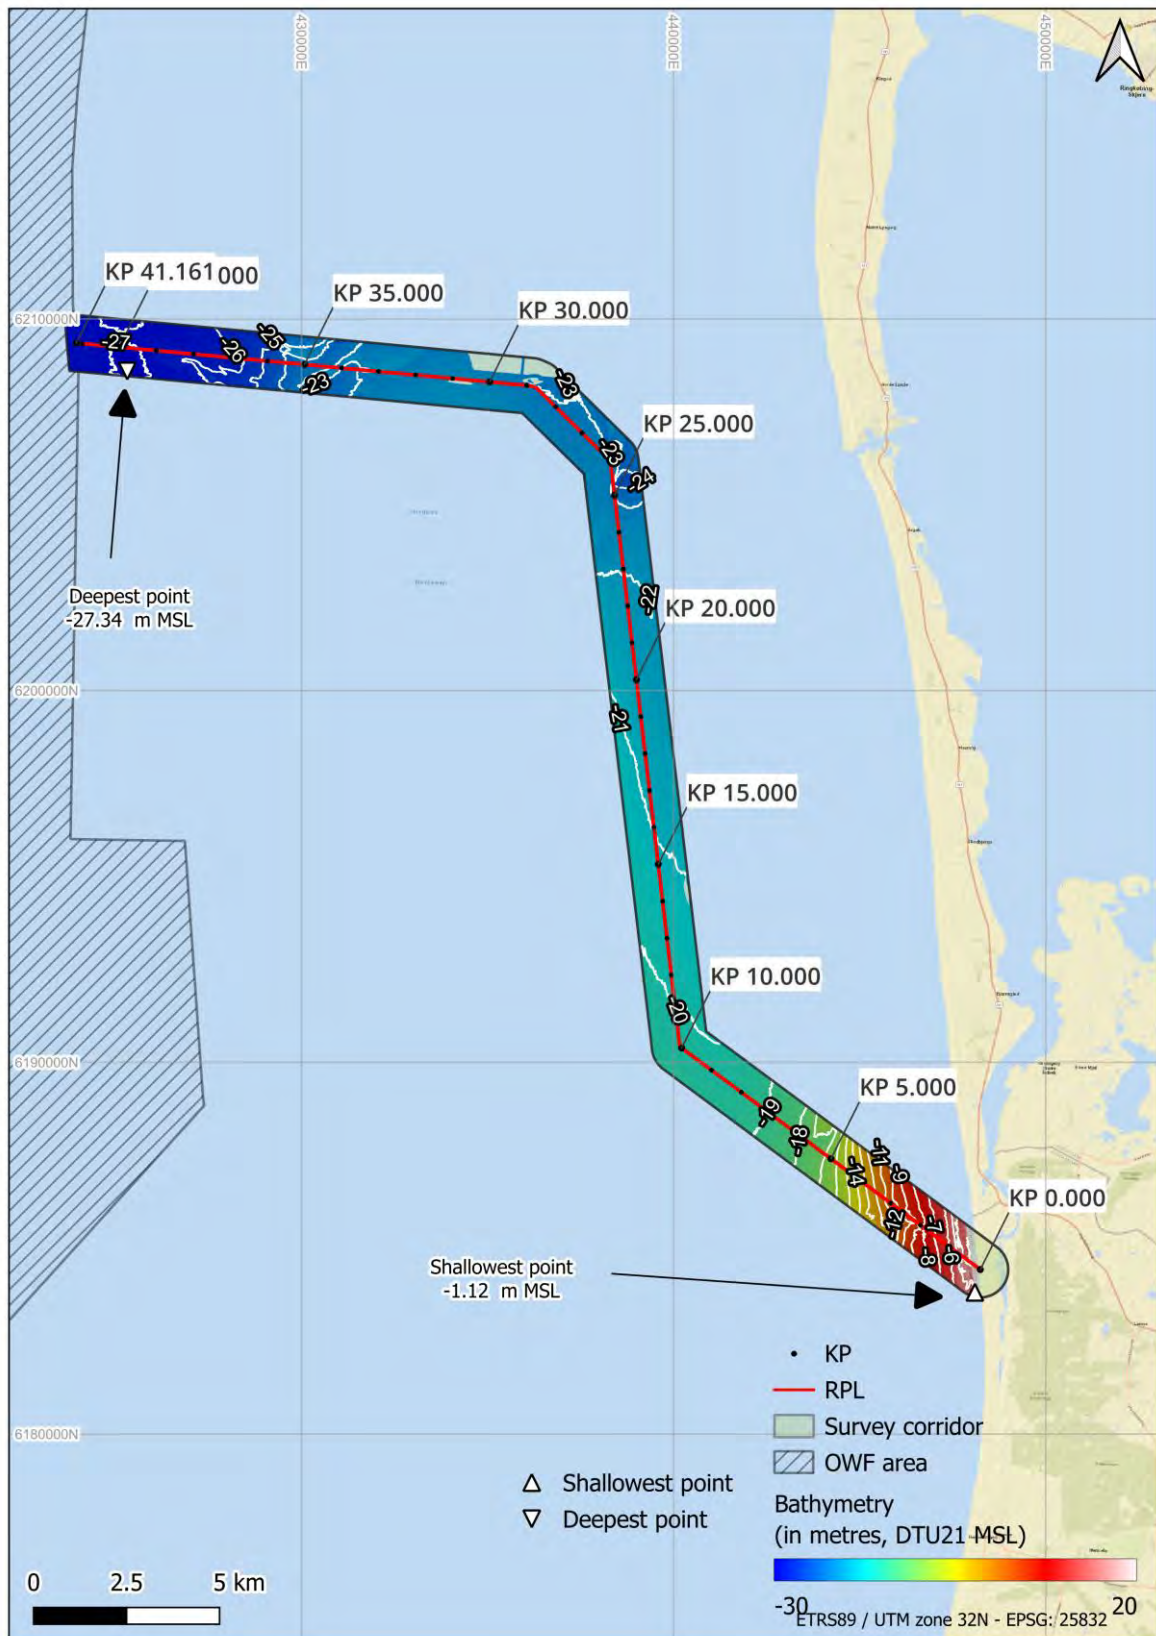 430000E
440000E
450000E
KP 41.161
000
KP 35.000
KP 30.000
6210000N
-27
-26
-25
-23
-23
KP 25.000
-23
-24
Deepest point
-27.34 m MSL
-22
KP 20.000
6200000N
-21
KP 15.000
KP 10.000
-20
6190000N
KP 5.000
-19
-18
-14
-11
-9
KP 0.000
-12
-7
-8
-6
Shallowest point
-1.12 m MSL
KP
RPL
6180000N
Survey corridor
OWF area
Shallowest point
Deepest point
Bathymetry
(in metres, DTU21 MSL)
0 2.5 5 km
-30 20
ETRS89 / UTM zone 32N - EPSG: 25832